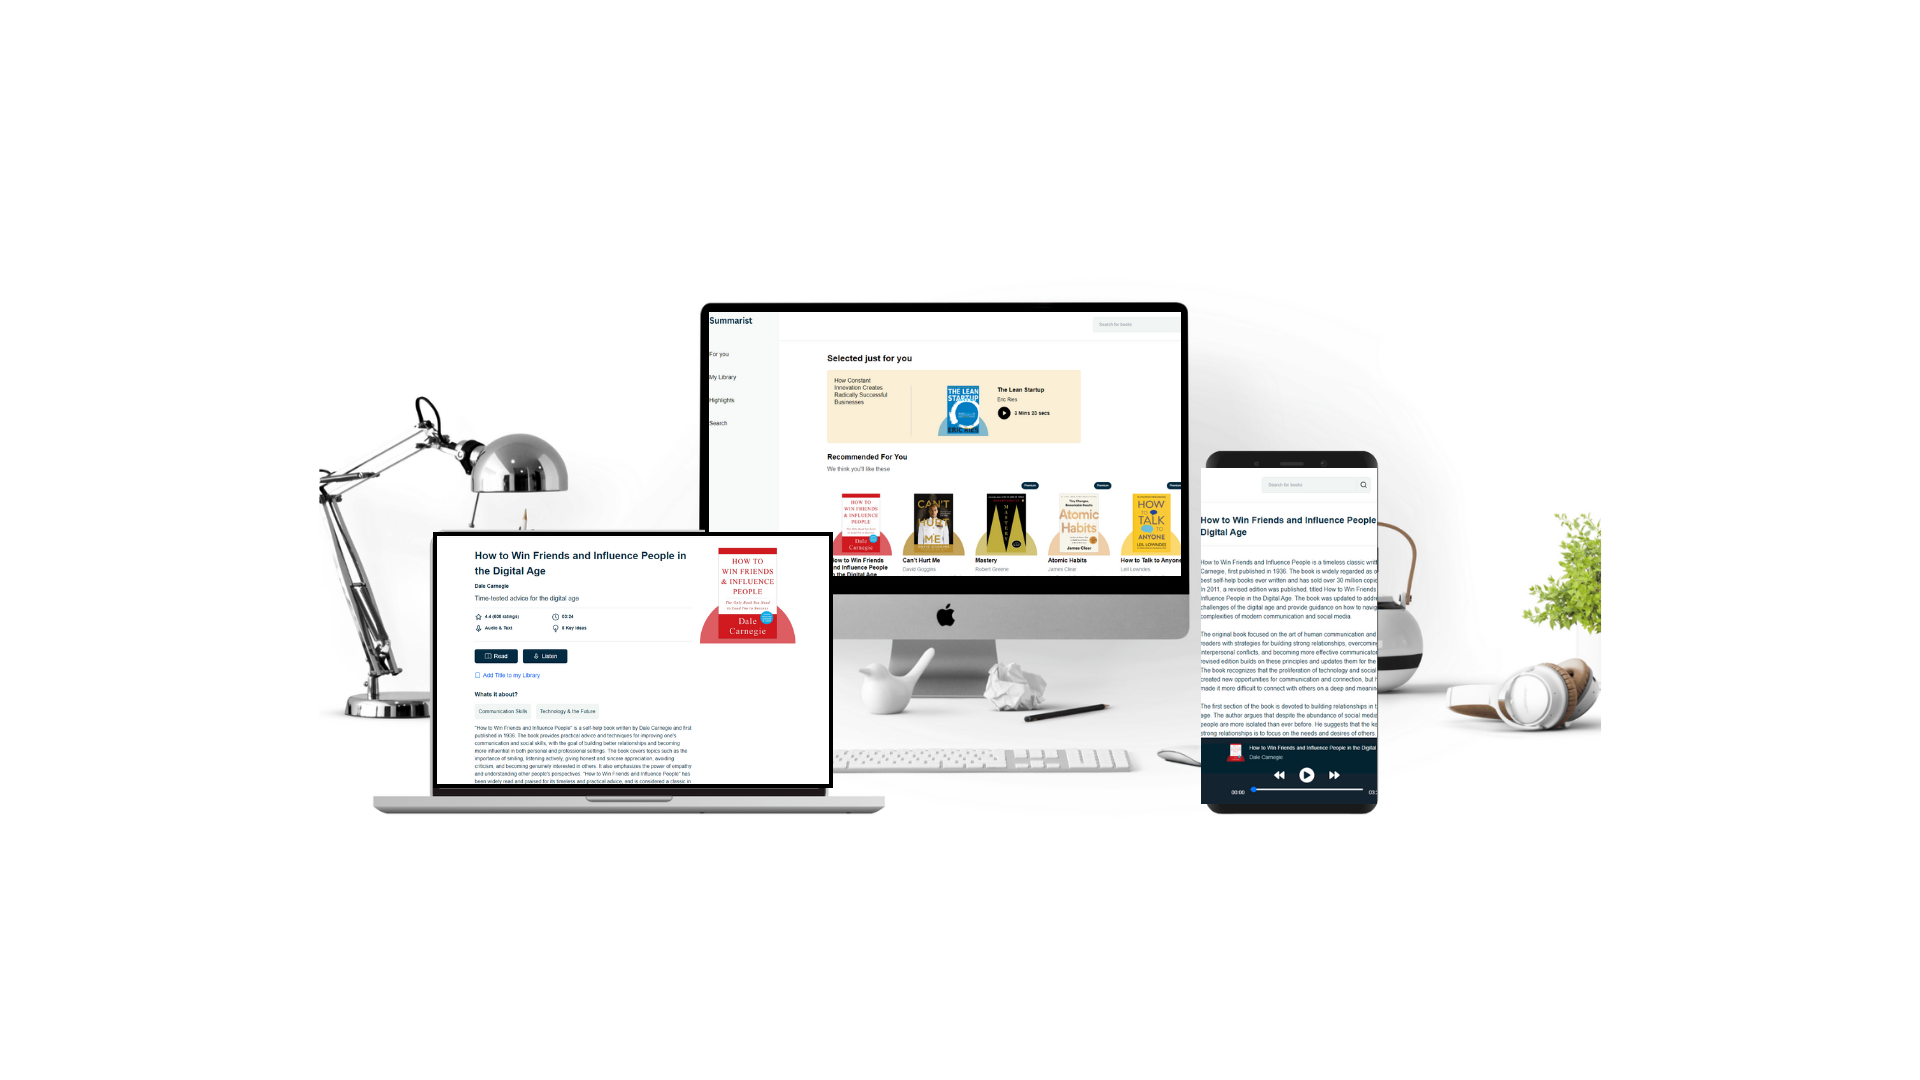 Summarist
For you
My Library
Highlights
Search
Search for books
Selected just for you
How Constant
Innovation Creates
Radically Successful
Businesses
THE LEAN
STARTUP
ERIC RIES
The Lean Startup
Eric Ries
3 Mins 23 secs
Recommended For You
We think you'll like these
HOW TO
WIN FRIENDS
& INFLUENCE
PEOPLE
Dale
Carnegie
How to Win Friends
and Influence People
in the Digital Age
CAN'T
HURT
ME
Can't Hurt Me
David Goggins
Premium
MASTERY
Mastery
Robert Greene
Premium
Atomic
Habits
James Clear
Atomic Habits
James Clear
Premium
HOW
TO
TALK
TO
ANYONE
LEIL LOWNDES
How to Talk to Anyone
Leil Lowndes
How to Win Friends and Influence People in
the Digital Age
Dale Carnegie
Time-tested advice for the digital age
4.4 (608 ratings)
03:24
Audio & Text
8 Key Ideas
Read
Listen
Add Title to my Library
Whats it about?
Communication Skills
Technology & the Future
"How to Win Friends and Influence People" is a self-help book written by Dale Carnegie and first
published in 1936. The book provides practical advice and techniques for improving one's
communication and social skills, with the goal of building better relationships and becoming
more influential in both personal and professional settings. The book covers topics such as the
importance of smiling, listening actively, giving honest and sincere appreciation, avoiding
criticism, and becoming genuinely interested in others. It also emphasizes the power of empathy
and understanding other people's perspectives. "How to Win Friends and Influence People" has
been widely read and praised for its timeless and practical advice, and is considered a classic in
HOW TO
WIN FRIENDS
& INFLUENCE
PEOPLE
The Only Book You Need
to Lead You to Success
Dale
Carnegie
Search for books
How to Win Friends and Influence People
Digital Age
How to Win Friends and Influence People is a timeless classic writt
Carnegie, first published in 1936. The book is widely regarded as o
best self-help books ever written and has sold over 30 million copie
In 2011, a revised edition was published, titled How to Win Friends
Influence People in the Digital Age. The book was updated to addre
challenges of the digital age and provide guidance on how to navig
complexities of modern communication and social media.
The original book focused on the art of human communication and
readers with strategies for building strong relationships, overcoming
interpersonal conflicts, and becoming more effective communicator
revised edition builds on these principles and updates them for the
The book recognizes that the proliferation of technology and social
created new opportunities for communication and connection, but h
made it more difficult to connect with others on a deep and meanin
The first section of the book is devoted to building relationships in t
age. The author argues that despite the abundance of social media
people are more isolated than ever before. He suggests that the ke
strong relationships is to focus on the needs and desires of others.
How to Win Friends and Influence People in the Digital
Dale Carnegie
00:00
03: